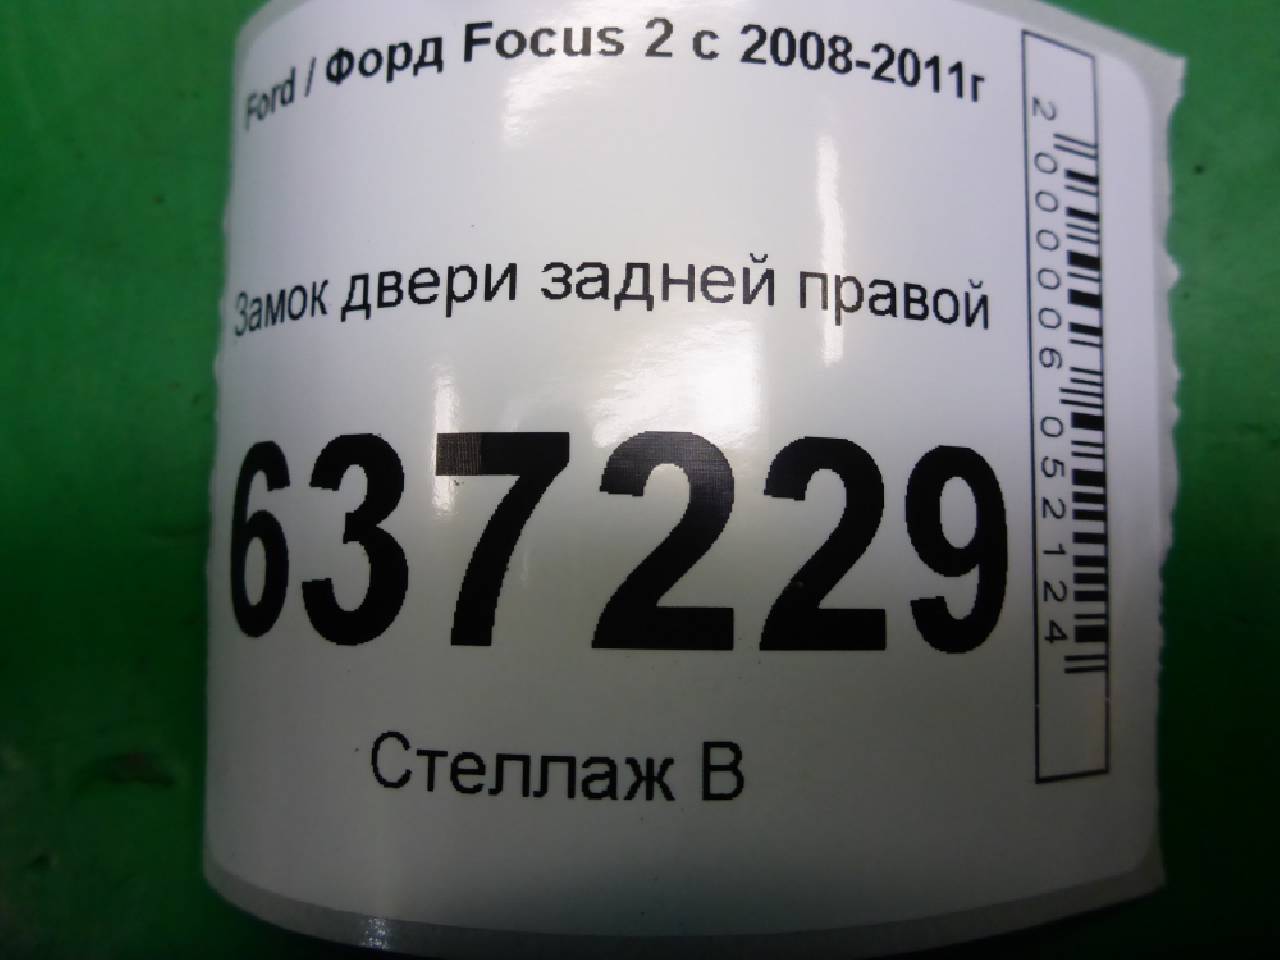 Ford / Форд Focus 2 с 2008-2011г
Замок двери задней правой
637229
Стеллаж В
2000006052124